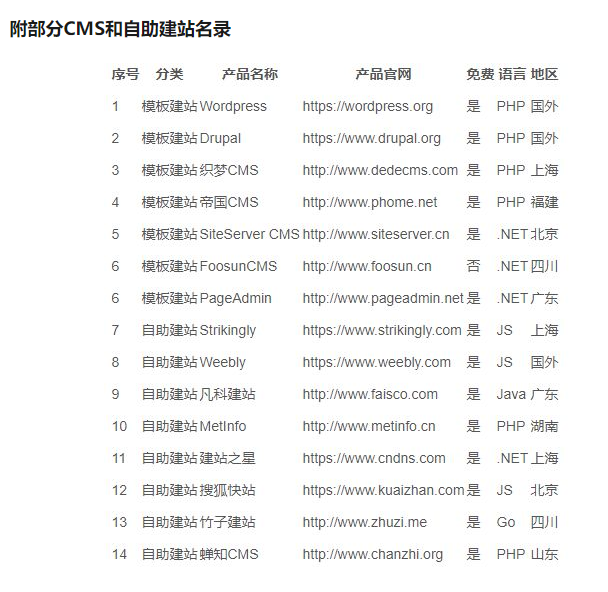 附部分CMS和自助建站名录
序号 分类 产品名称 产品官网 免费 语言 地区
1 模板建站 Wordpress https://wordpress.org 是 PHP 国外
2 模板建站 Drupal https://www.drupal.org 是 PHP 国外
3 模板建站 织梦CMS http://www.dedecms.com 是 PHP 上海
4 模板建站 帝国CMS http://www.phome.net 是 PHP 福建
5 模板建站 SiteServer CMS http://www.siteserver.cn 是 .NET 北京
6 模板建站 FoosunCMS http://www.foosun.cn 否 .NET 四川
6 模板建站 PageAdmin http://www.pageadmin.net 是 .NET 广东
7 自助建站 Strikingly https://www.strikingly.com 是 JS 上海
8 自助建站 Weebly https://www.weebly.com 是 JS 国外
9 自助建站 凡科建站 http://www.faisco.com 是 Java 广东
10 自助建站 MetInfo http://www.metinfo.cn 是 PHP 湖南
11 自助建站 建站之星 https://www.cndns.com 是 .NET 上海
12 自助建站 搜狐快站 https://www.kuaizhan.com 是 JS 北京
13 自助建站 竹子建站 http://www.zhuzi.me 是 Go 四川
14 自助建站 蝉知CMS http://www.chanzhi.org 是 PHP 山东